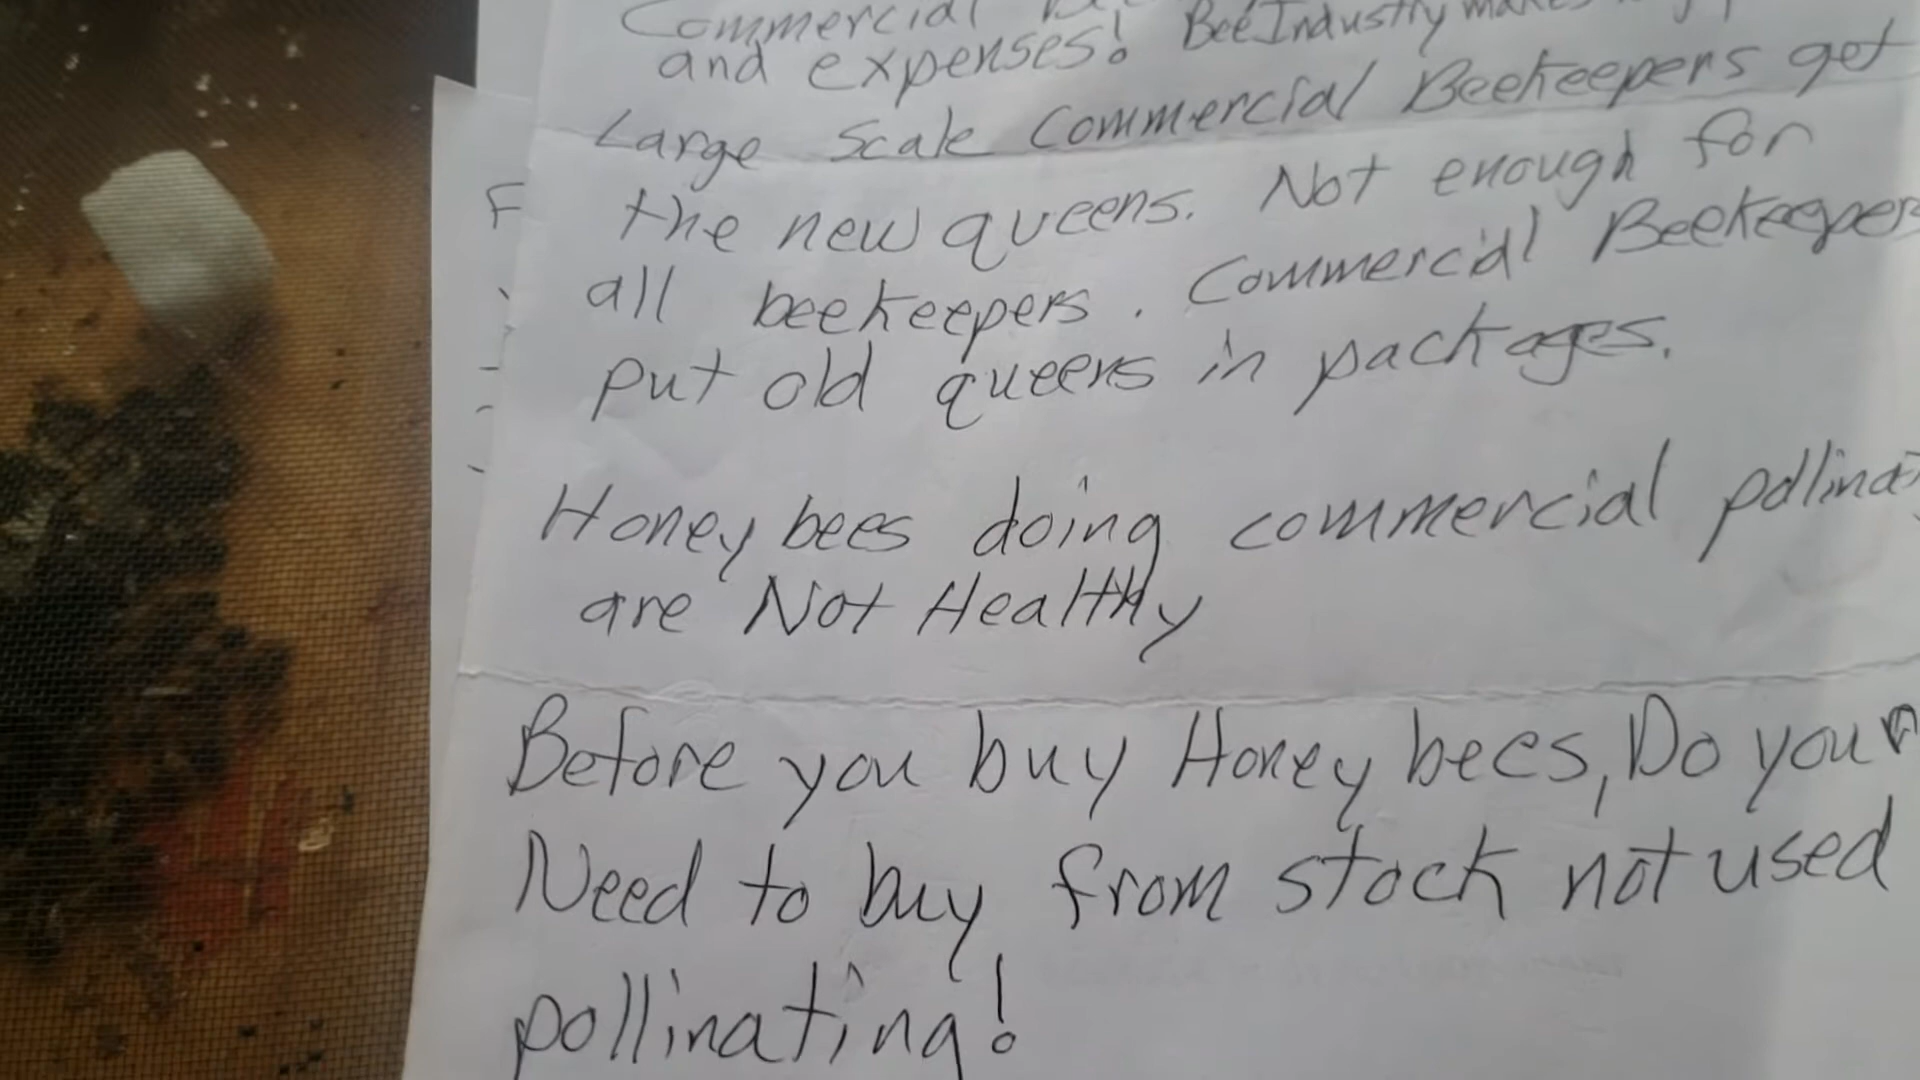 Commercial
and expenses! Bee Industry makes
Large Scale Commercial Beekeepers get
the new queens. Not enough for
all beekeepers. Commercial Beekeepers
put old queens in packages.
Honey bees doing commercial
are Not Healthy
Before you buy Honey bees, Do you
Need to buy from stock not used
pollinating!
F